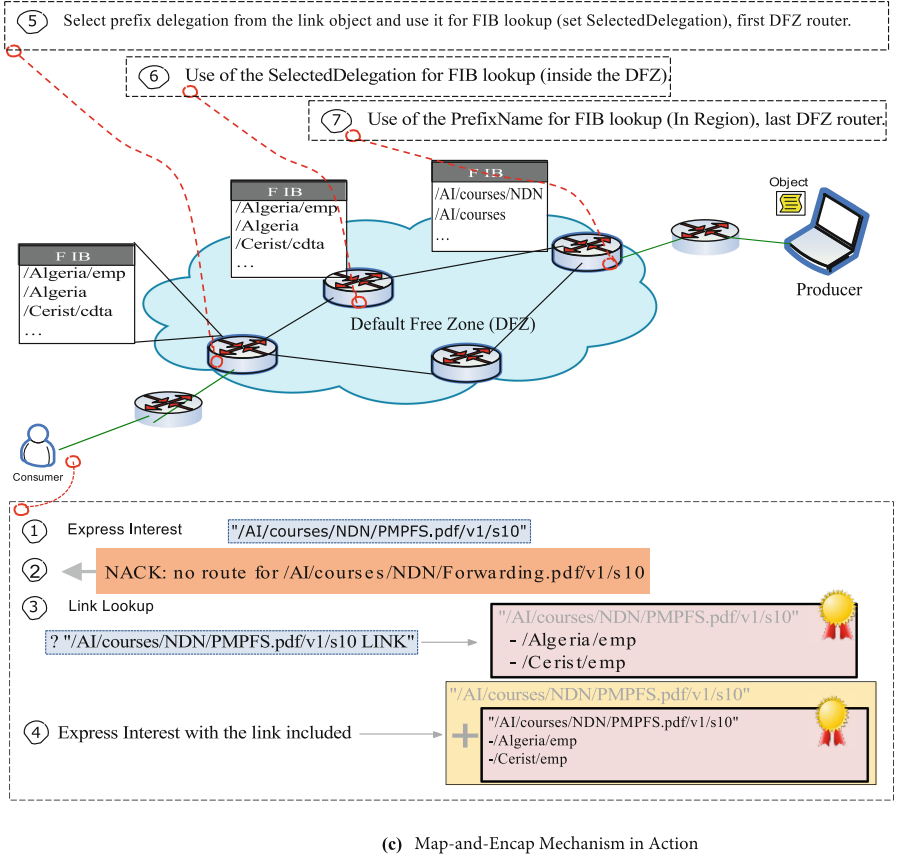 5 Select prefix delegation from the link object and use it for FIB lookup (set SelectedDelegation), first DFZ router.
6 Use of the SelectedDelegation for FIB lookup (inside the DFZ).
7 Use of the PrefixName for FIB lookup (In Region), last DFZ router.
F IB
/AI/courses/NDN
/AI/courses
...
F IB
/Algeria/emp
/Algeria
/Cerist/cdta
...
F IB
/Algeria/emp
/Algeria
/Cerist/cdta
...
Object
Producer
Default Free Zone (DFZ)
Consumer
1 Express Interest "/AI/courses/NDN/PMPFS.pdf/v1/s10"
2 NACK: no route for /AI/courses/NDN/Forwarding.pdf/v1/s10
3 Link Lookup
? "/AI/courses/NDN/PMPFS.pdf/v1/s10 LINK"
"/AI/courses/NDN/PMPFS.pdf/v1/s10"
- /Algeria/emp
- /Cerist/emp
4 Express Interest with the link included
"/AI/courses/NDN/PMPFS.pdf/v1/s10"
+
"/AI/courses/NDN/PMPFS.pdf/v1/s10"
-/Algeria/emp
-/Cerist/emp
(c) Map-and-Encap Mechanism in Action